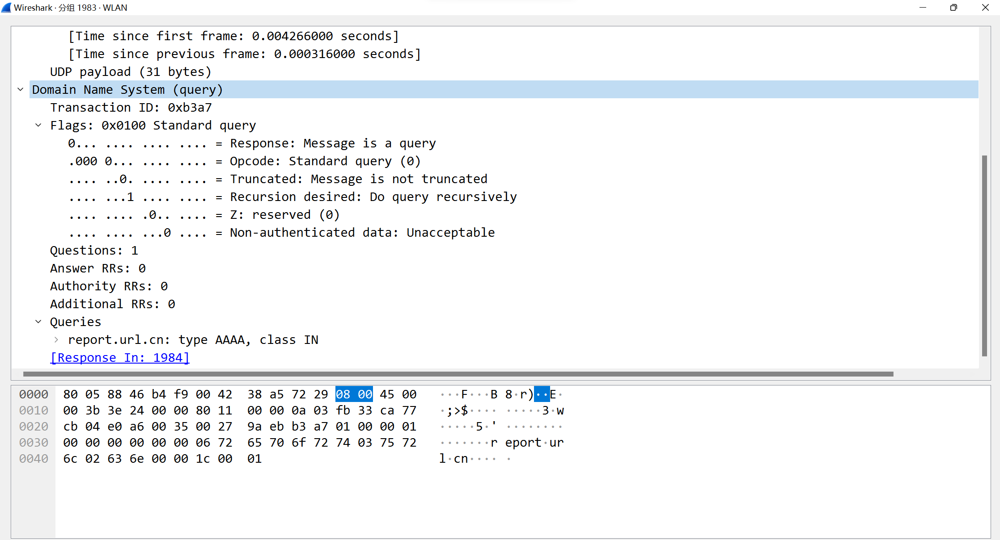 Wireshark · 分组 1983 · WLAN
[Time since first frame: 0.004266000 seconds]
[Time since previous frame: 0.000316000 seconds]
UDP payload (31 bytes)
Domain Name System (query)
Transaction ID: 0xb3a7
Flags: 0x0100 Standard query
0... .... .... .... = Response: Message is a query
.000 0... .... .... = Opcode: Standard query (0)
.... ..0. .... .... = Truncated: Message is not truncated
.... ...1 .... .... = Recursion desired: Do query recursively
.... .... .0.. .... = Z: reserved (0)
.... .... ...0 .... = Non-authenticated data: Unacceptable
Questions: 1
Answer RRs: 0
Authority RRs: 0
Additional RRs: 0
Queries
report.url.cn: type AAAA, class IN
[Response In: 1984]
0000 80 05 88 46 b4 f9 00 42 38 a5 72 29 08 00 45 00 ···F···B 8·r)··E·
0010 00 3b 3e 24 00 00 80 11 00 00 0a 03 fb 33 ca 77 ·;>$···· ·····3·w
0020 cb 04 e0 a6 00 35 00 27 9a eb b3 a7 01 00 00 01 ·····5·' ········
0030 00 00 00 00 00 00 06 72 65 70 6f 72 74 03 75 72 ·······r eport·ur
0040 6c 02 63 6e 00 00 1c 00 01 l·cn···· ·